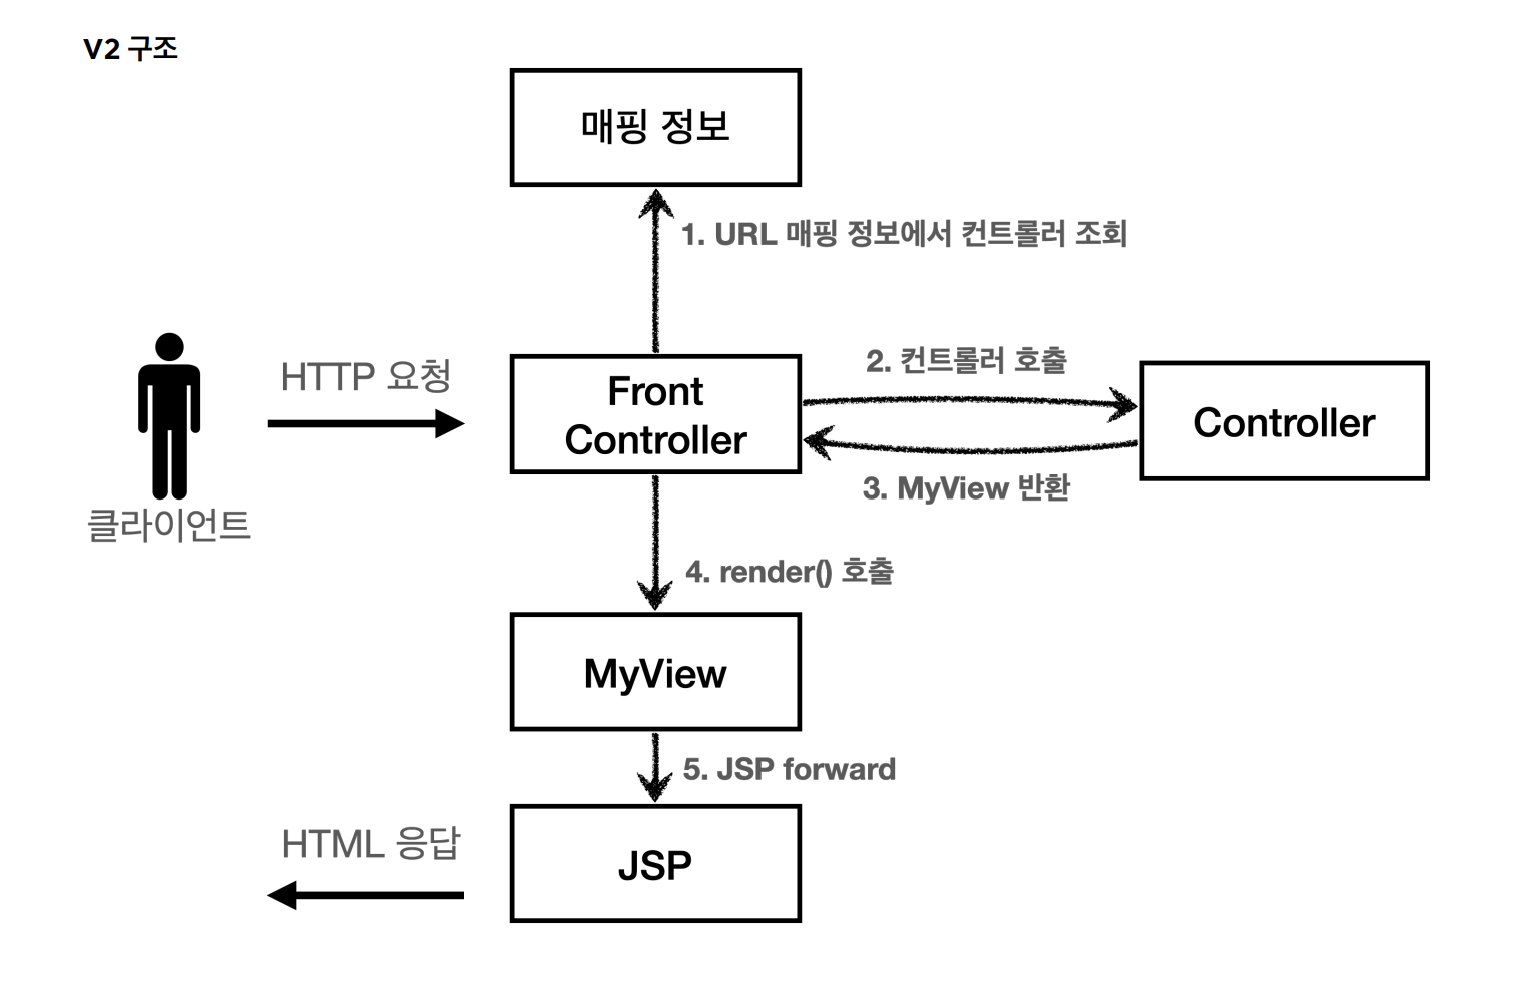 V2 구조
매핑 정보
1. URL 매핑 정보에서 컨트롤러 조회
HTTP 요청
클라이언트
Front
Controller
2. 컨트롤러 호출
Controller
3. MyView 반환
4. render() 호출
MyView
5. JSP forward
HTML 응답
JSP